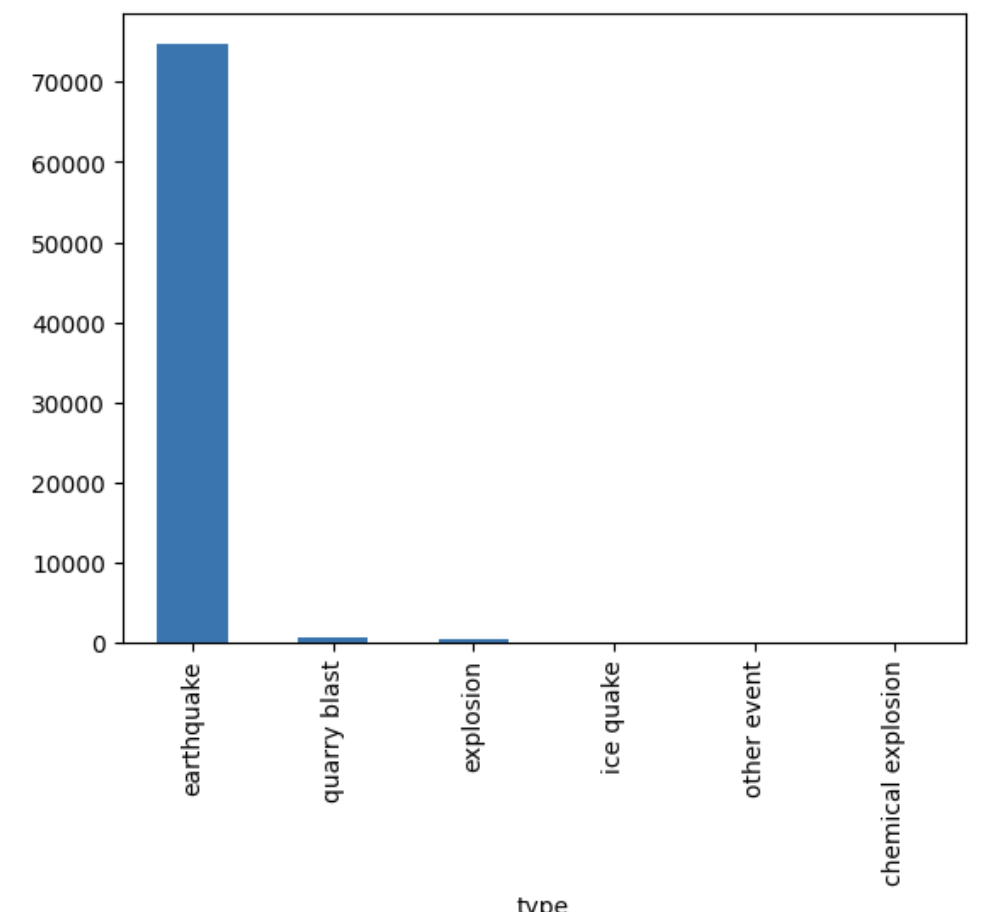 70000
60000
50000
40000
30000
20000
10000
0
earthquake
quarry blast
explosion
ice quake
other event
chemical explosion
type